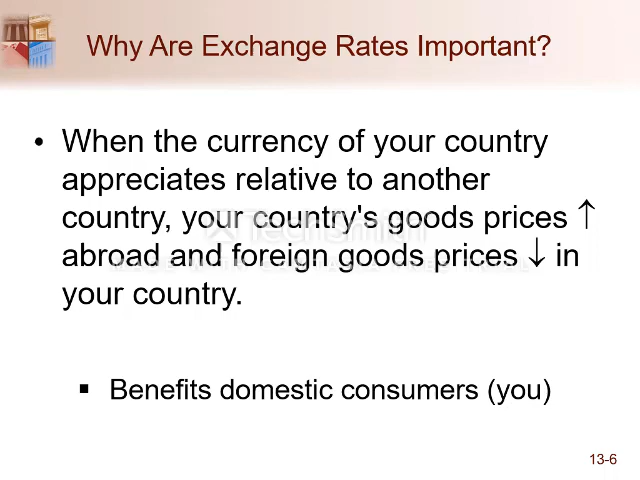 Why Are Exchange Rates Important?
• When the currency of your country
appreciates relative to another
country, your country's goods prices ↑
abroad and foreign goods prices ↓ in
your country.
TechSmith
▪ Benefits domestic consumers (you)
13-6